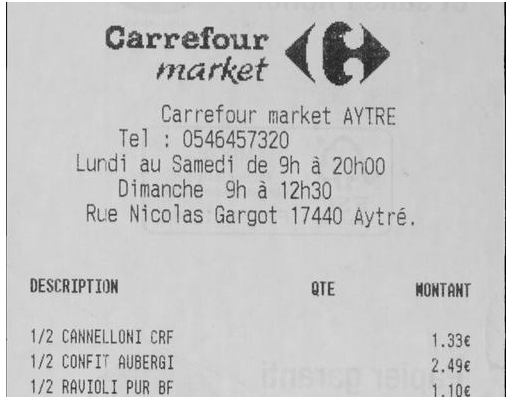 Carrefour
market
Carrefour market AYTRE
Tel : 0546457320
Lundi au Samedi de 9h à 20h00
Dimanche 9h à 12h30
Rue Nicolas Gargot 17440 Aytré.
DESCRIPTION QTE MONTANT
1/2 CANNELLONI CRF 1.33€
1/2 CONFIT AUBERGI 2.49€
1/2 RAVIOLI PUR BF 1.10€